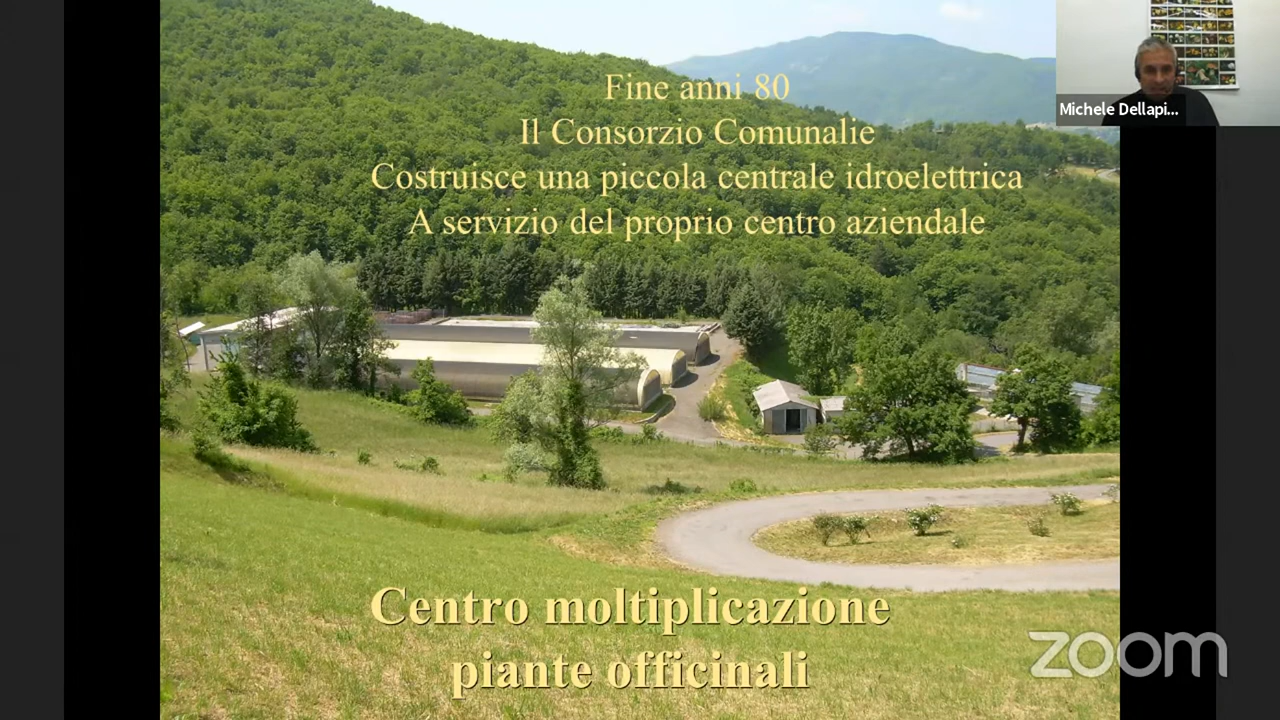 Fine anni 80
Il Consorzio Comunalie
Costruisce una piccola centrale idroelettrica
A servizio del proprio centro aziendale
Michele Dellapi...
Centro moltiplicazione
piante officinali
zoom